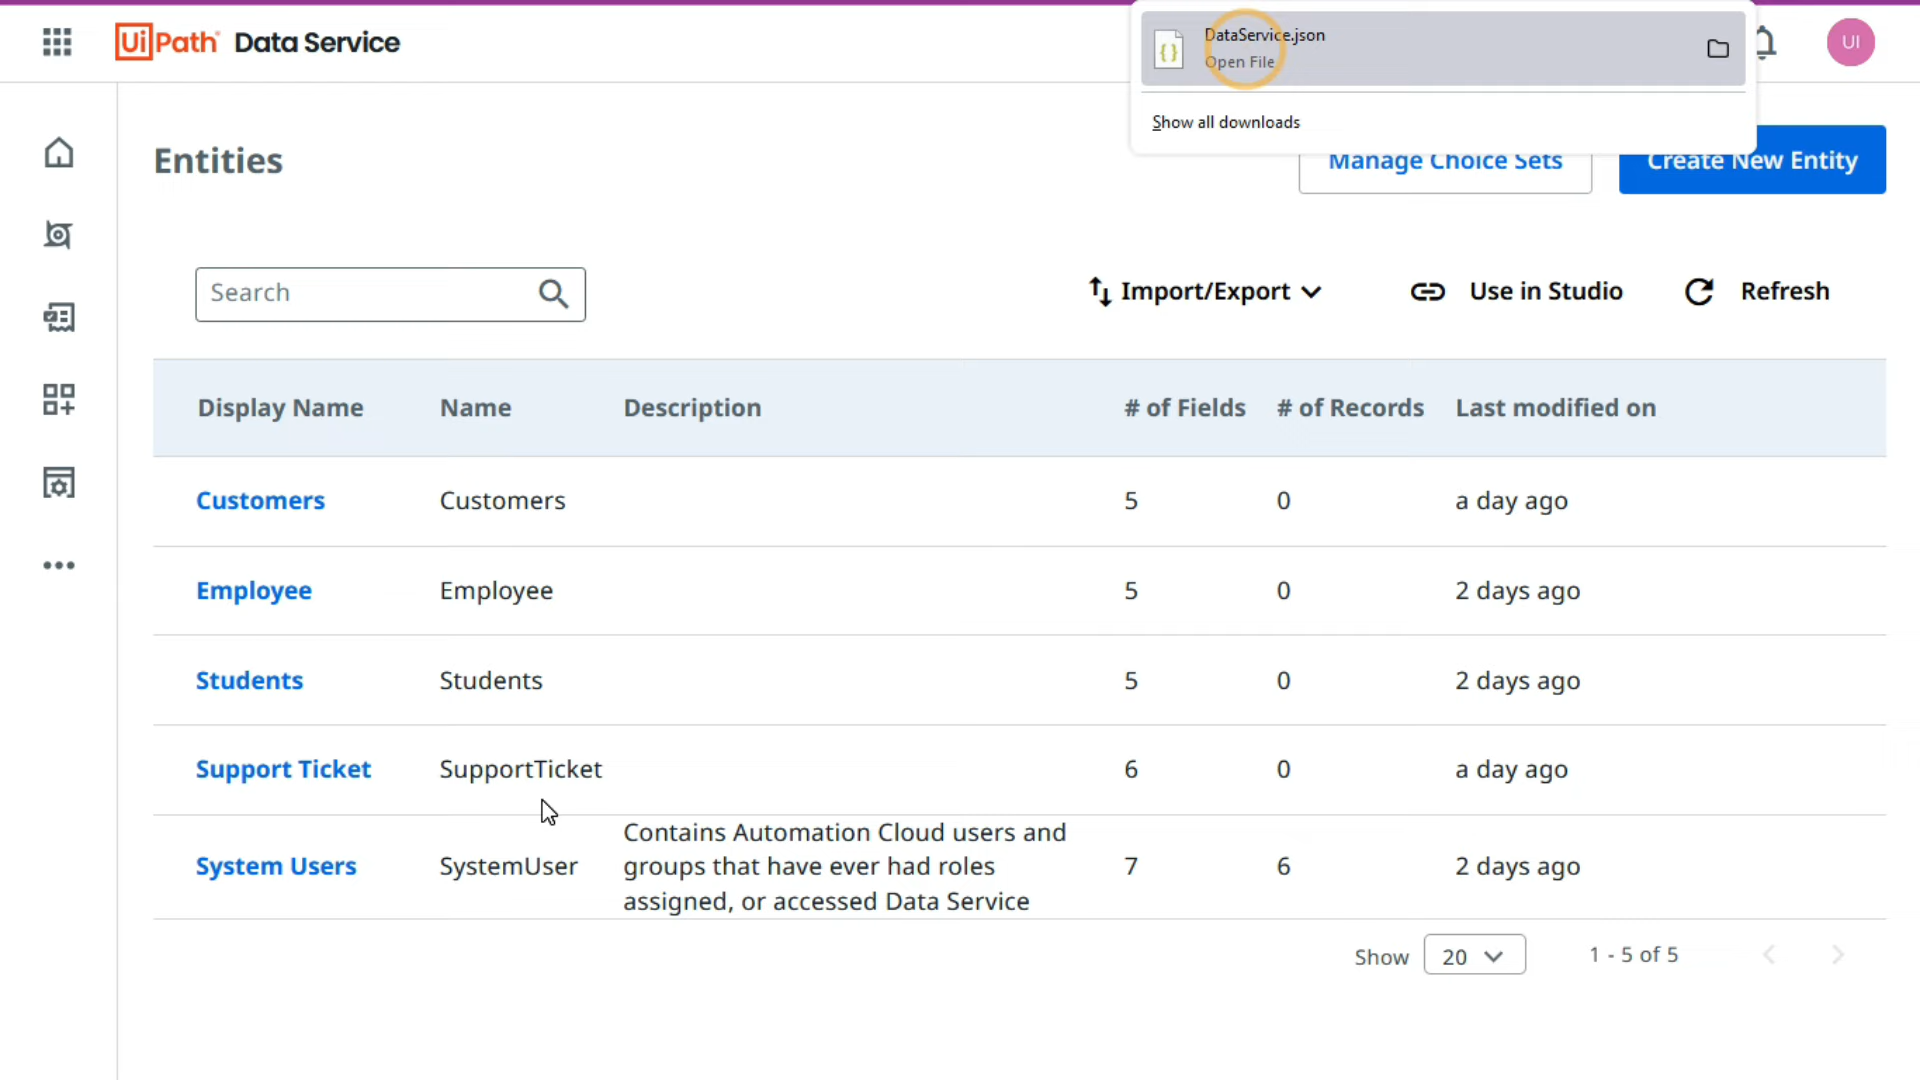 UiPath Data Service
DataService.json
Open File
Show all downloads
UI
Entities
Manage Choice Sets
Create New Entity
Search
Import/Export
Use in Studio
Refresh
Display Name Name Description # of Fields # of Records Last modified on
Customers Customers 5 0 a day ago
Employee Employee 5 0 2 days ago
Students Students 5 0 2 days ago
Support Ticket SupportTicket 6 0 a day ago
Contains Automation Cloud users and
System Users SystemUser groups that have ever had roles 7 6 2 days ago
assigned, or accessed Data Service
Show 20 1 - 5 of 5